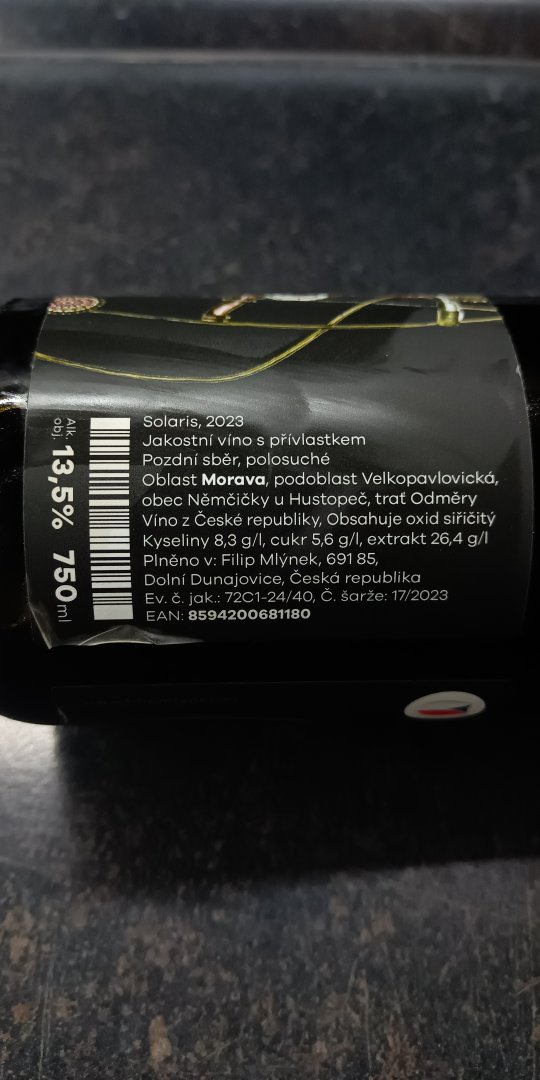 Solaris, 2023
Jakostní víno s přívlastkem
Pozdní sběr, polosuché
Oblast Morava, podoblast Velkopavlovická,
obec Němčičky u Hustopeč, trať Odměry
Víno z České republiky, Obsahuje oxid siřičitý
Kyseliny 8,3 g/l, cukr 5,6 g/l, extrakt 26,4 g/l
Plněno v: Filip Mlýnek, 691 85,
Dolní Dunajovice, Česká republika
Ev. č. jak.: 72C1-24/40, Č. šarže: 17/2023
EAN: 8594200681180
Alk.
obj.
13,5% 750 ml